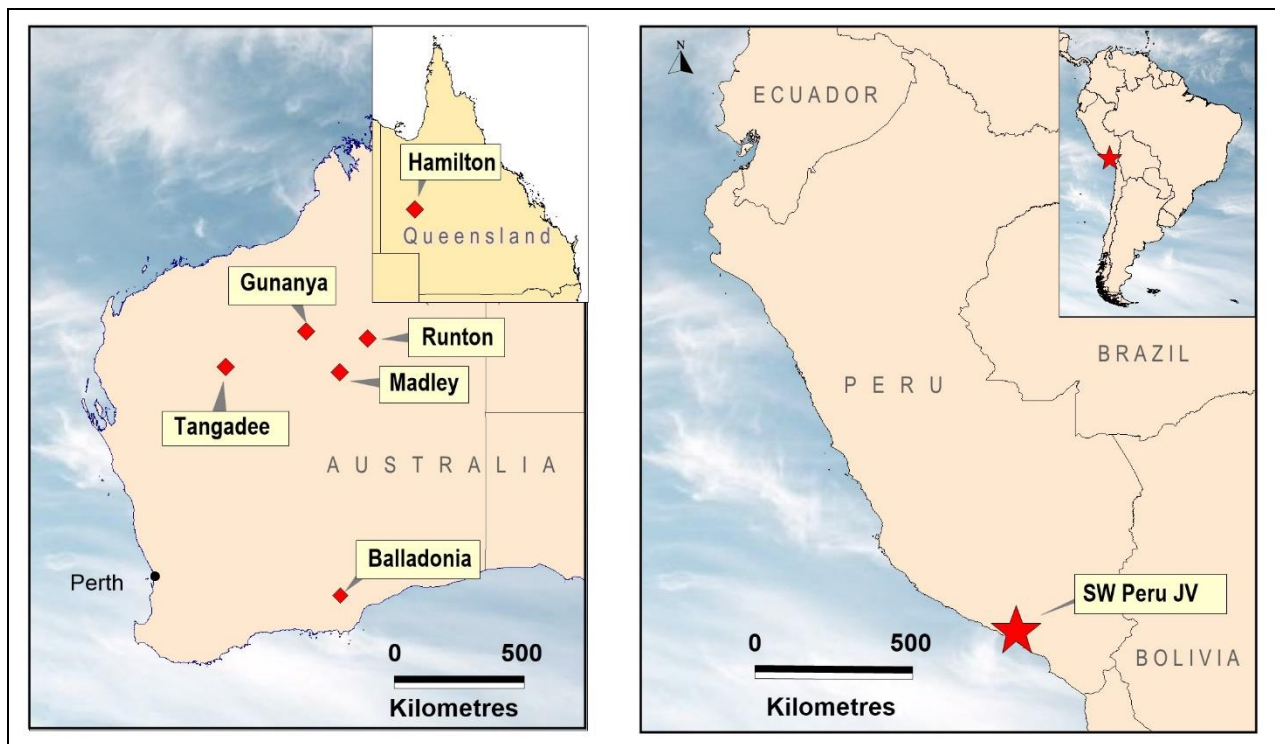 Hamilton
Queensland
Gunanya
Runton
Madley
Tangadee
AUSTRALIA
Balladonia
Perth
0 500
Kilometres
N
ECUADOR
BRAZIL
PERU
SW Peru JV
BOLIVIA
0 500
Kilometres